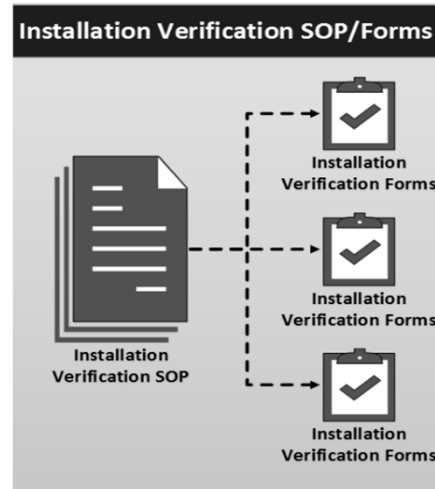 Installation Verification SOP/Forms
Installation
Verification Forms
Installation
Verification SOP
Installation
Verification Forms
Installation
Verification Forms